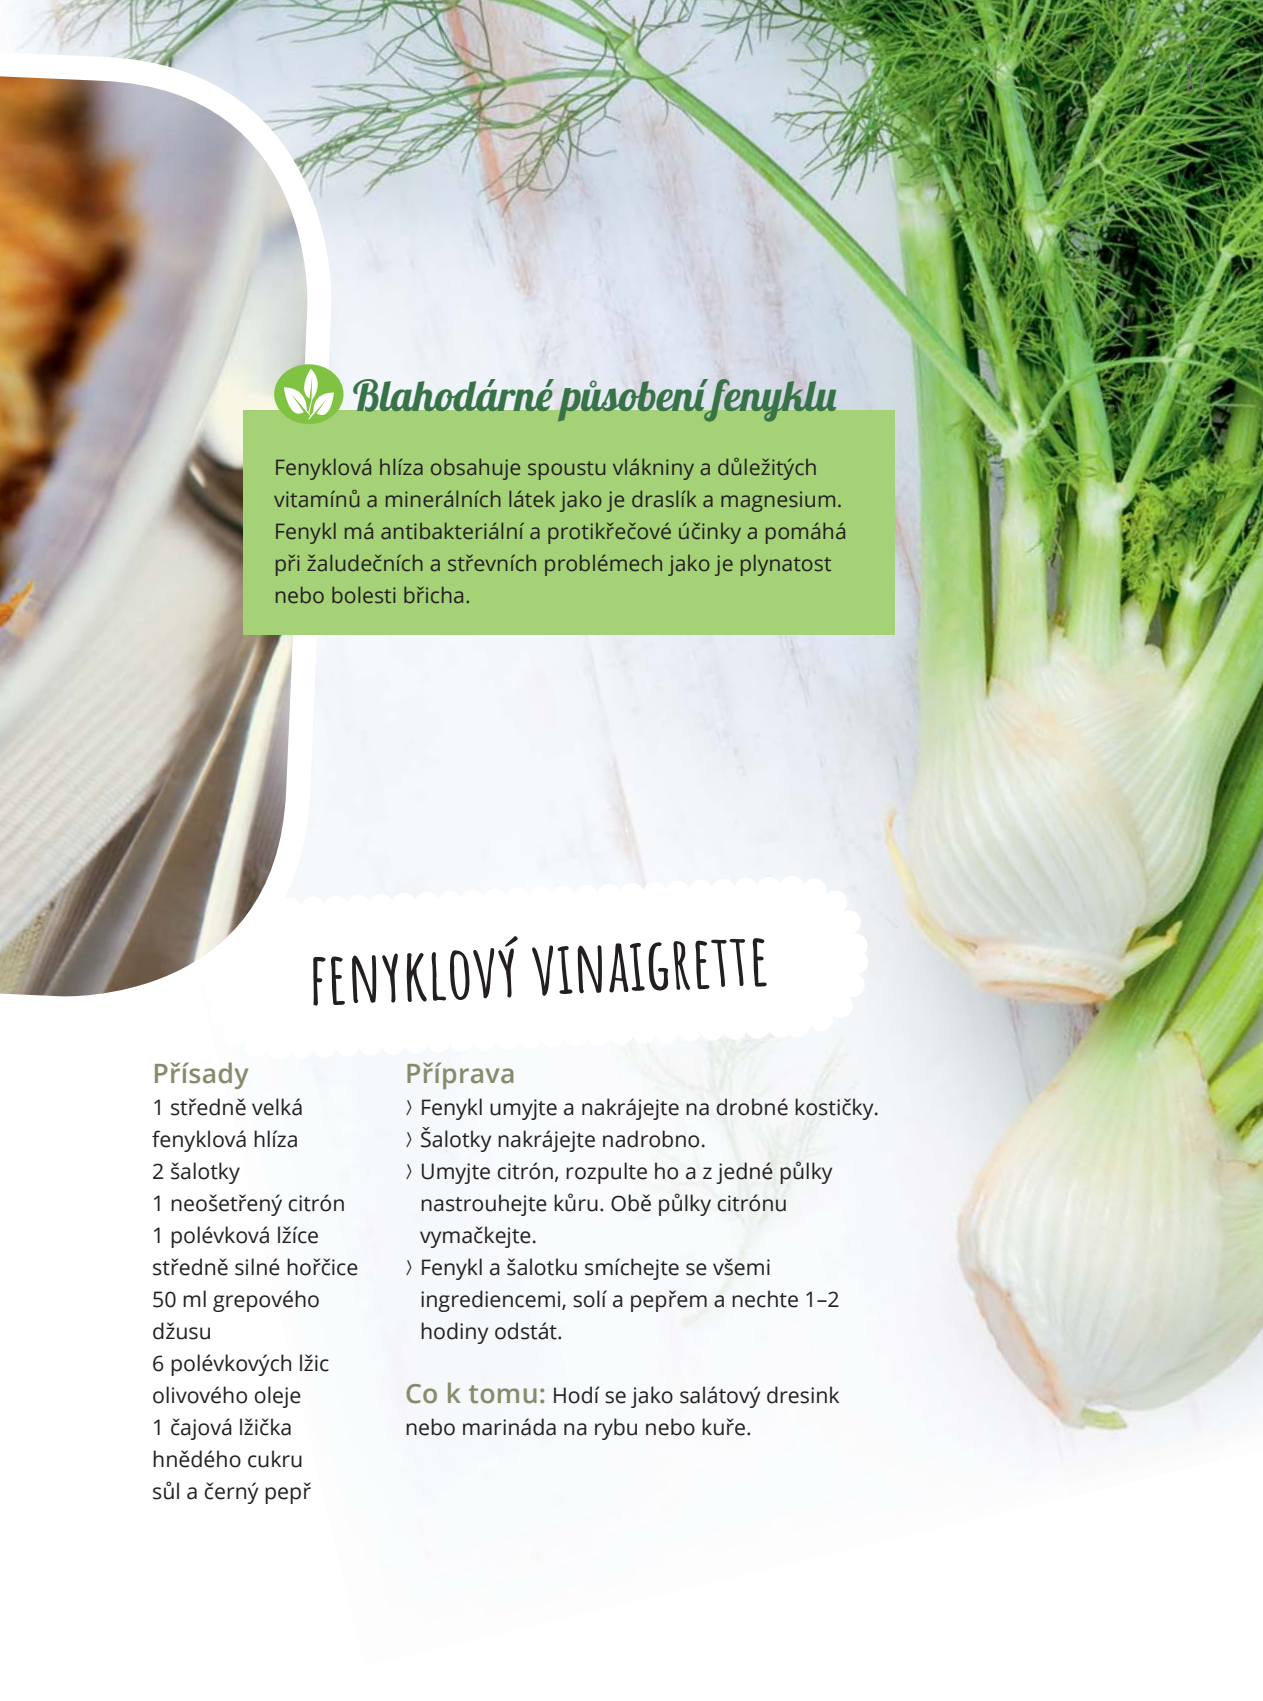 Blahodárné působení fenyklu
Fenyklová hlíza obsahuje spoustu vlákniny a důležitých
vitamínů a minerálních látek jako je draslík a magnesium.
Fenykl má antibakteriální a protikřečové účinky a pomáhá
při žaludečních a střevních problémech jako je plynatost
nebo bolesti břicha.
FENYKLOVÝ VINAIGRETTE
Přísady
1 středně velká
fenyklová hlíza
2 šalotky
1 neošetřený citrón
1 polévková lžíce
středně silné hořčice
50 ml grepového
džusu
6 polévkových lžic
olivového oleje
1 čajová lžička
hnědého cukru
sůl a černý pepř
Příprava
〉 Fenykl umyjte a nakrájejte na drobné kostičky.
〉 Šalotky nakrájejte nadrobno.
〉 Umyjte citrón, rozpulte ho a z jedné půlky
nastrouhejte kůru. Obě půlky citrónu
vymačkejte.
〉 Fenykl a šalotku smíchejte se všemi
ingrediencemi, solí a pepřem a nechte 1–2
hodiny odstát.
Co k tomu: Hodí se jako salátový dresink
nebo marináda na rybu nebo kuře.